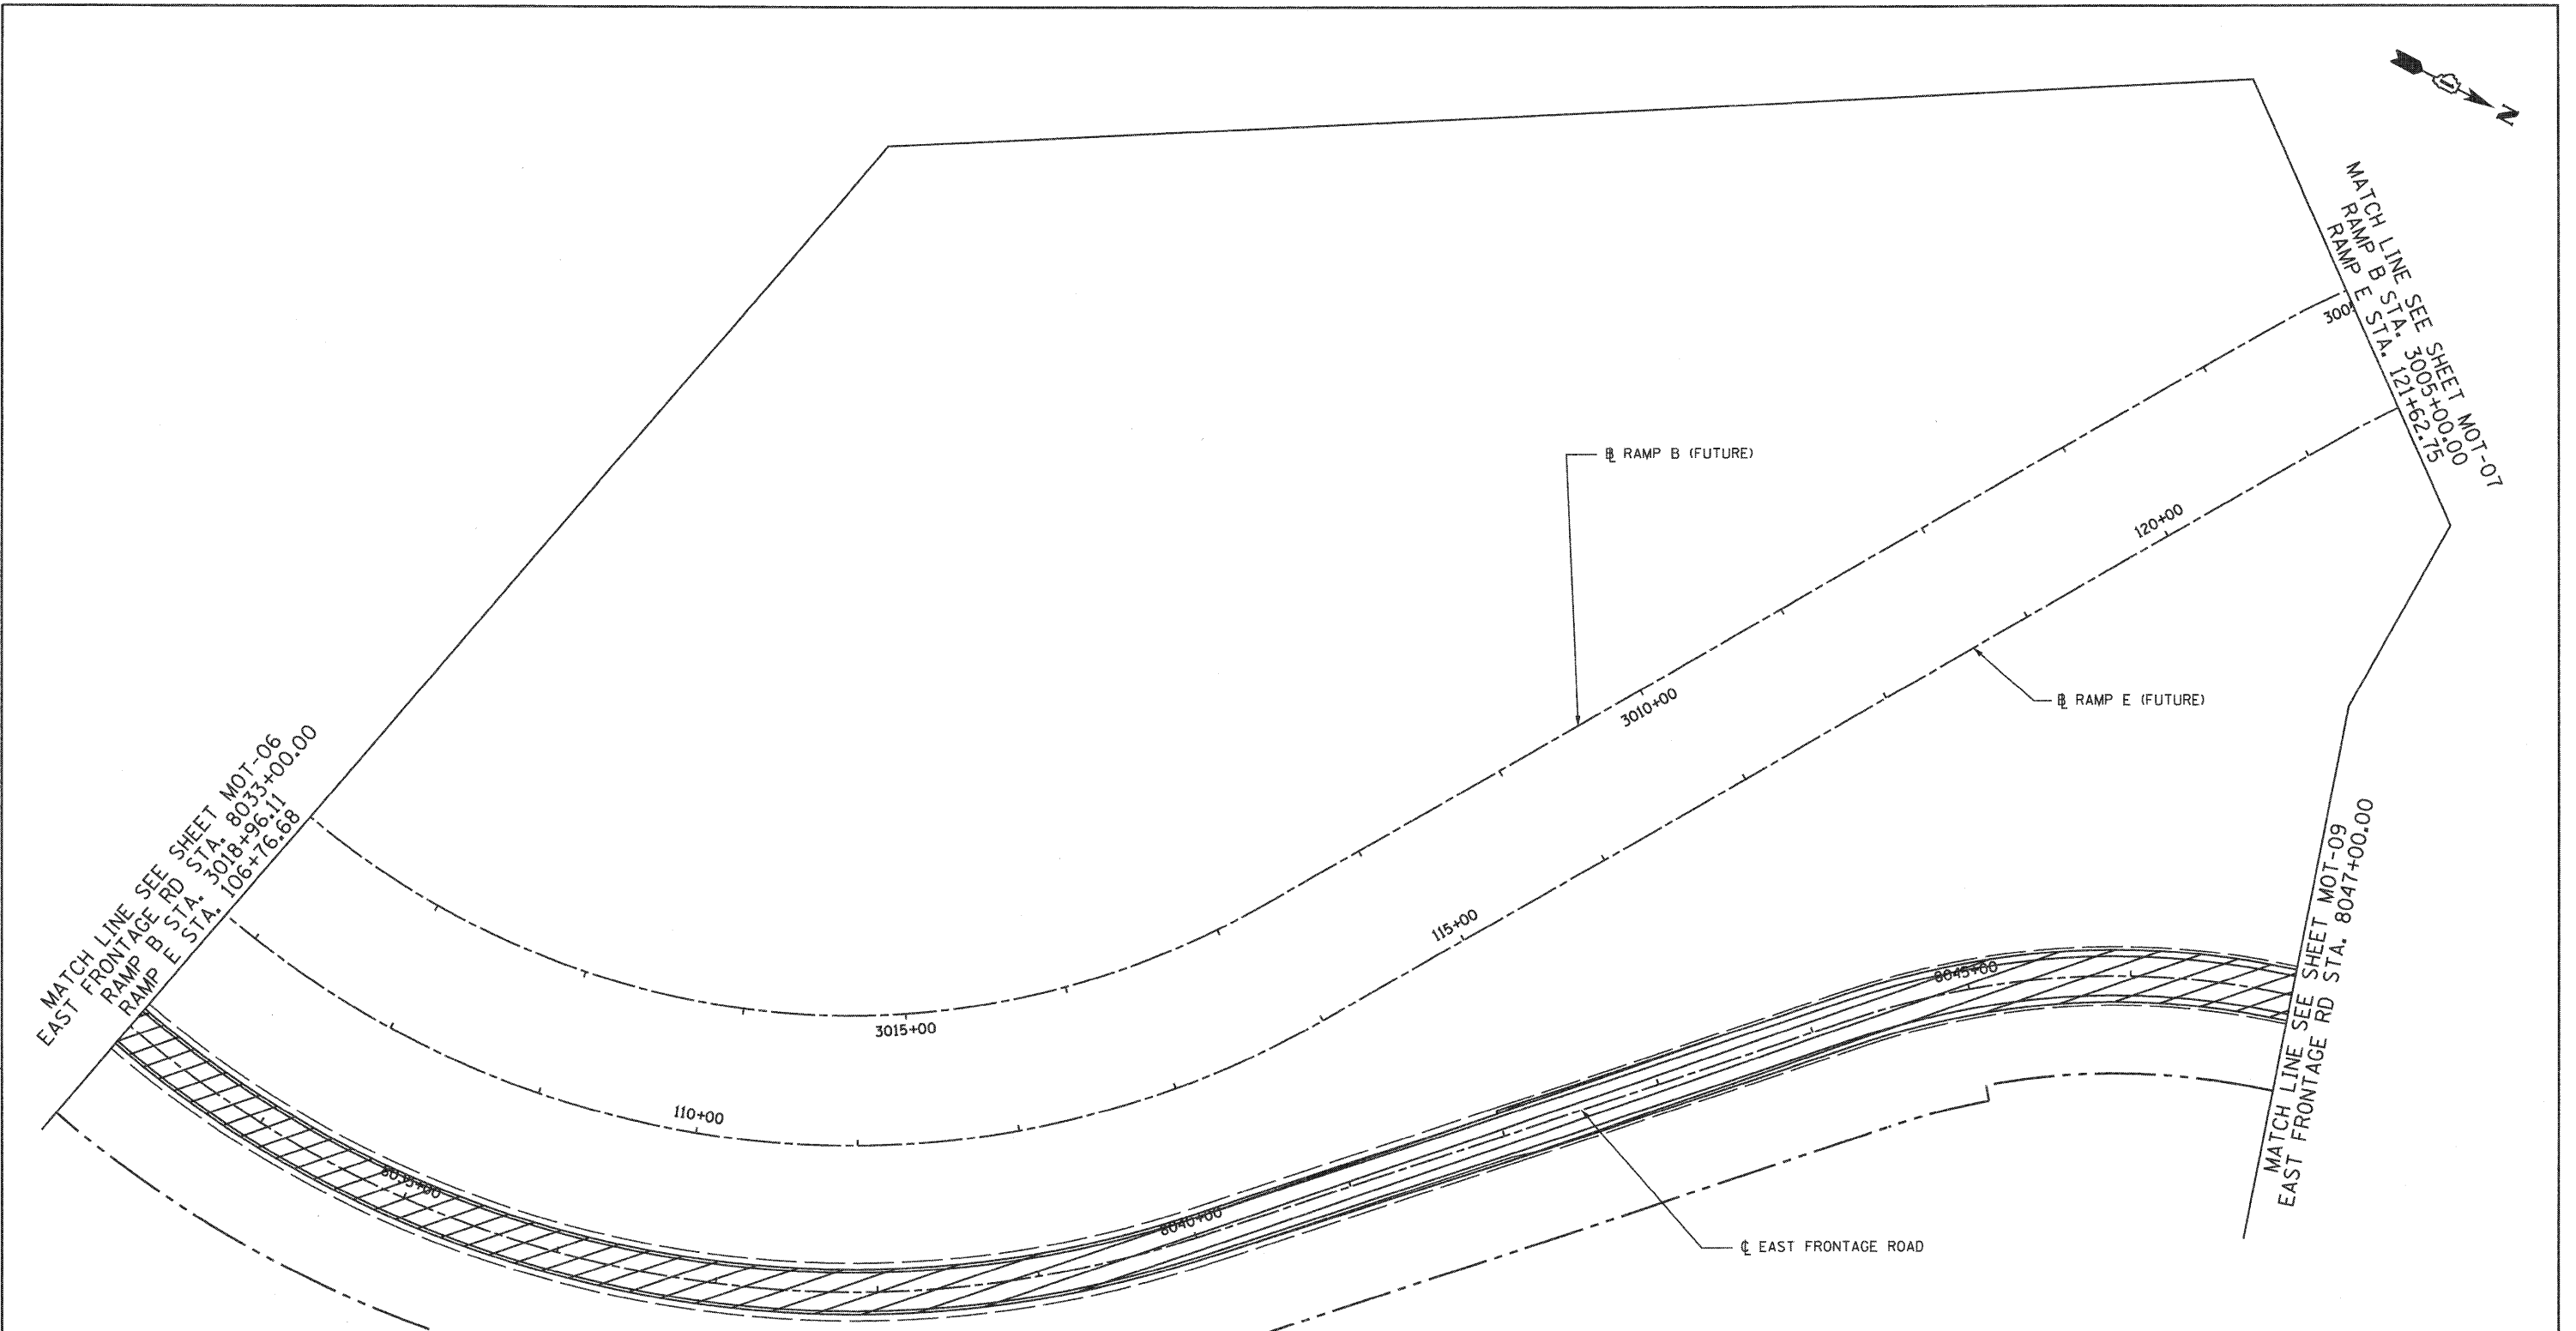 N
MATCH LINE SEE SHEET MOT-07
RAMP B STA. 3005+00.00
RAMP E STA. 121+62.75
℔ RAMP B (FUTURE)
120+00
3010+00
℔ RAMP E (FUTURE)
MATCH LINE SEE SHEET MOT-06
EAST FRONTAGE RD STA. 8033+00.00
RAMP B STA. 3018+96.11
RAMP E STA. 106+76.68
115+00
3015+00
110+00
8045+00
MATCH LINE SEE SHEET MOT-09
EAST FRONTAGE RD STA. 8047+00.00
8035+00
8040+00
℄ EAST FRONTAGE ROAD